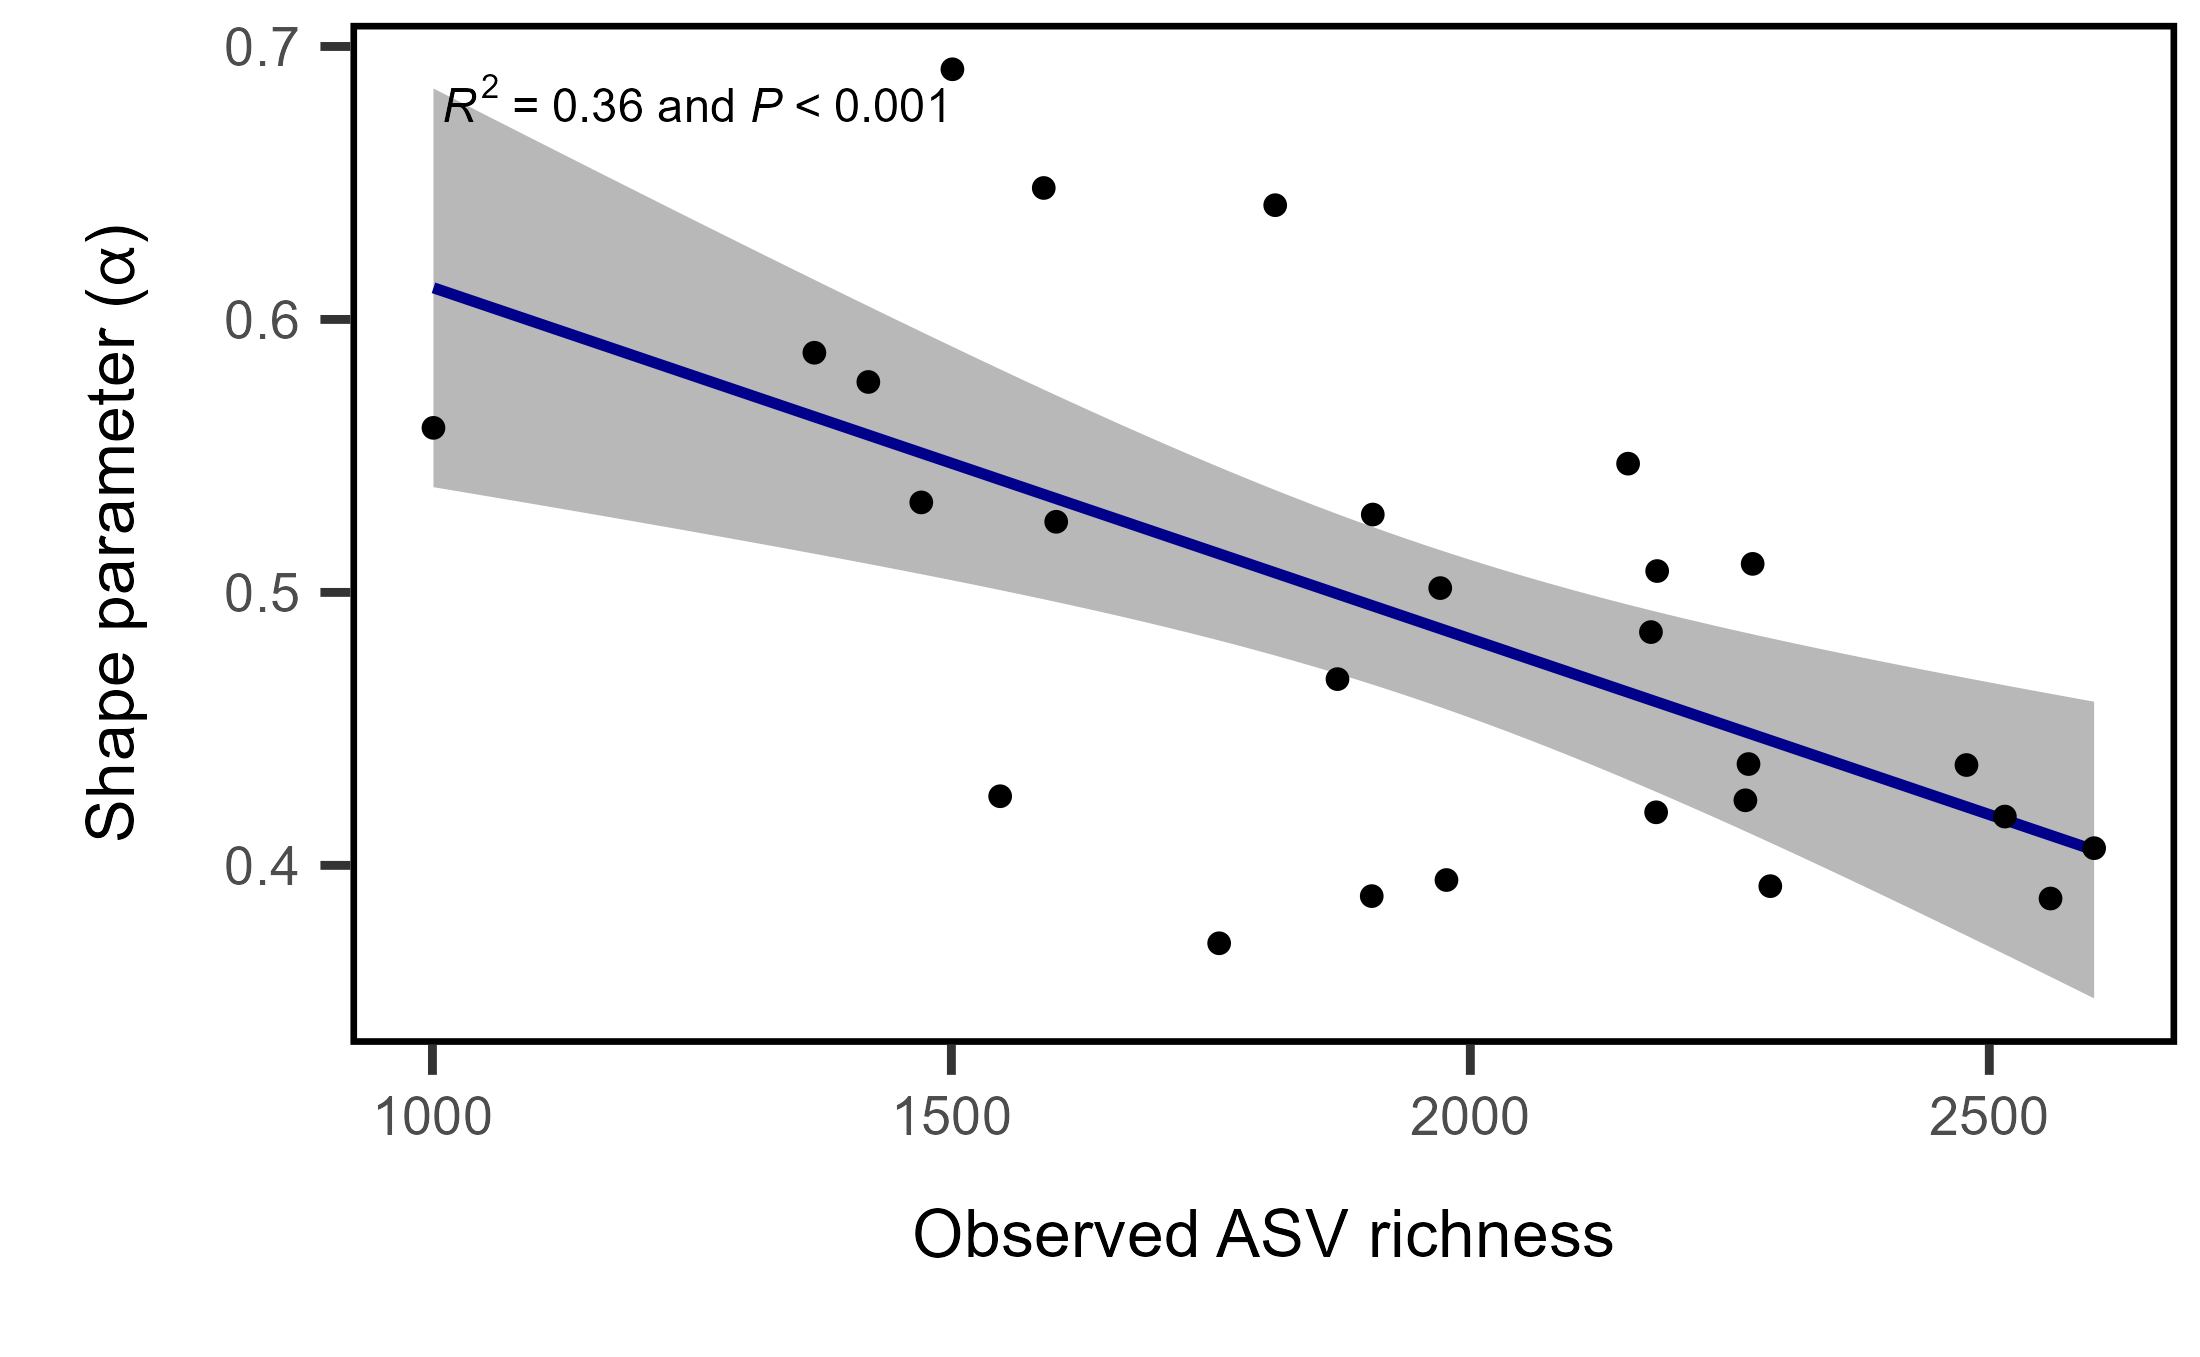 R² = 0.36 and P < 0.001
Shape parameter (α)
0.7
0.6
0.5
0.4
1000 1500 2000 2500
Observed ASV richness